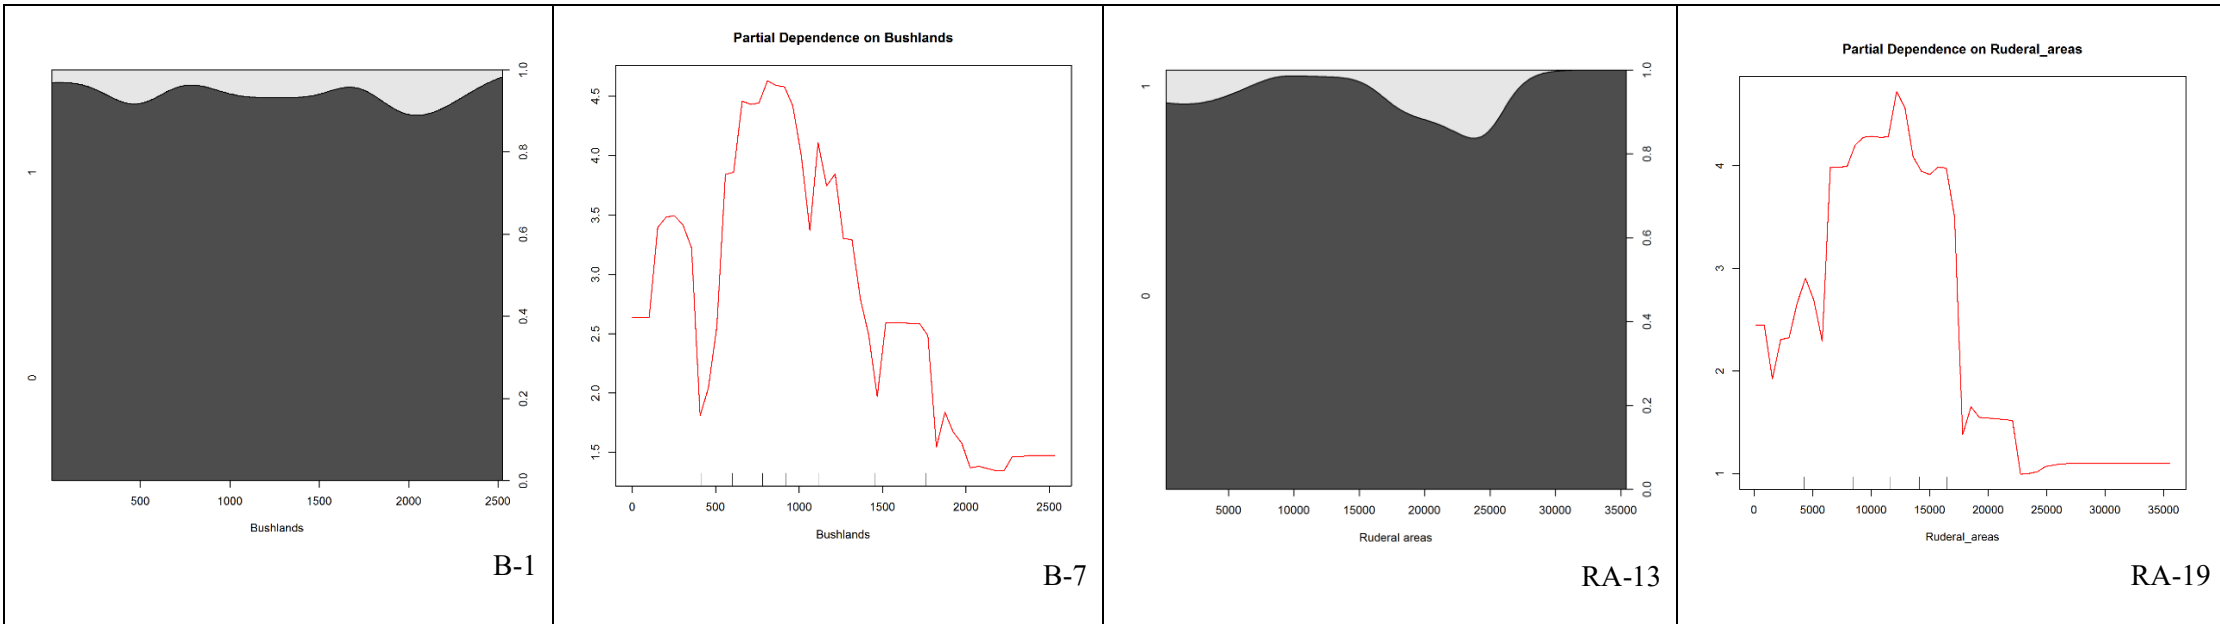 1
0
1.0
0.8
0.6
0.4
0.2
0.0
500 1000 1500 2000 2500
Bushlands
B-1
Partial Dependence on Bushlands
4.5
4.0
3.5
3.0
2.5
2.0
1.5
0 500 1000 1500 2000 2500
Bushlands
B-7
1
0
1.0
0.8
0.6
0.4
0.2
0.0
5000 10000 15000 20000 25000 30000 35000
Ruderal areas
RA-13
Partial Dependence on Ruderal_areas
4
3
2
1
0 5000 10000 15000 20000 25000 30000 35000
Ruderal_areas
RA-19